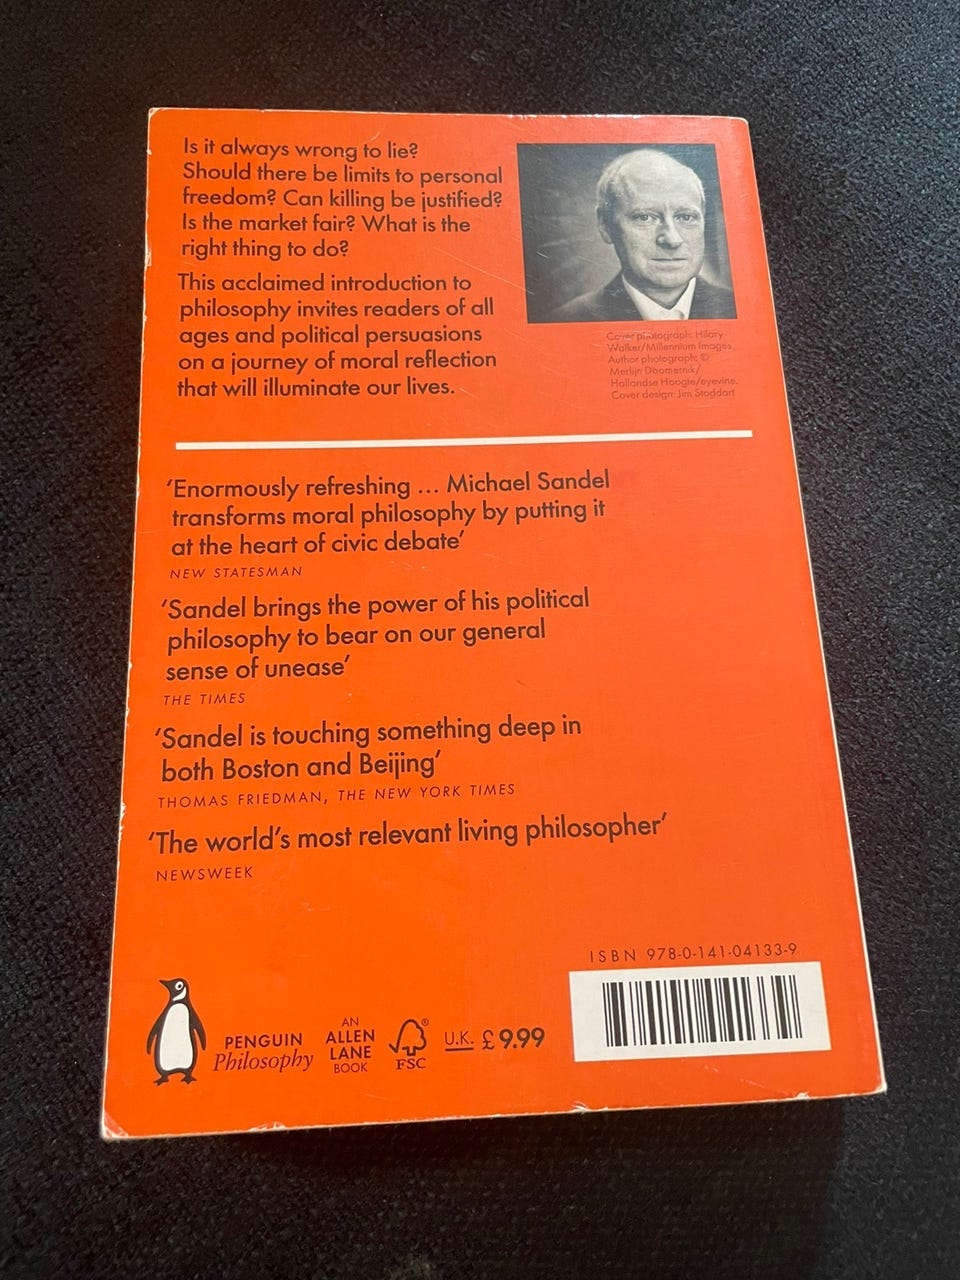 Is it always wrong to lie?
Should there be limits to personal
freedom? Can killing be justified?
Is the market fair? What is the
right thing to do?
This acclaimed introduction to
philosophy invites readers of all
ages and political persuasions
on a journey of moral reflection
that will illuminate our lives.
Cover photograph: Hilary
Walker/Millennium Images
Author photograph: ©
Merlijn Doomernik/
Hollandse Hoogte/eyevine.
Cover design: Jim Stoddart
‘Enormously refreshing ... Michael Sandel
transforms moral philosophy by putting it
at the heart of civic debate’
NEW STATESMAN
‘Sandel brings the power of his political
philosophy to bear on our general
sense of unease’
THE TIMES
‘Sandel is touching something deep in
both Boston and Beijing’
THOMAS FRIEDMAN, THE NEW YORK TIMES
‘The world’s most relevant living philosopher’
NEWSWEEK
ISBN 978-0-141-04133-9
PENGUIN
Philosophy
AN
ALLEN
LANE
BOOK
®
FSC
U.K. £9.99